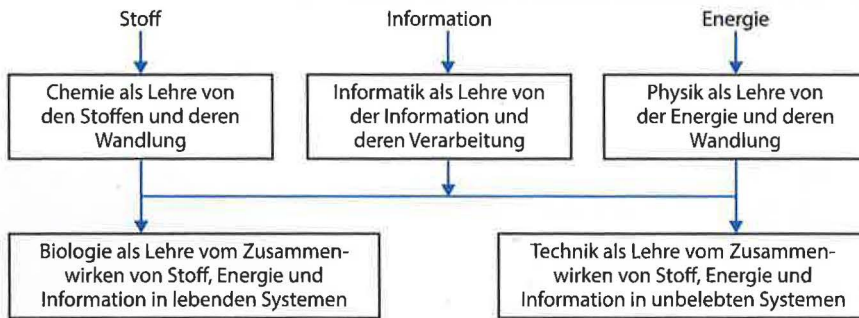 Stoff
Information
Energie
Chemie als Lehre von
den Stoffen und deren
Wandlung
Informatik als Lehre von
der Information und
deren Verarbeitung
Physik als Lehre von
der Energie und deren
Wandlung
Biologie als Lehre vom Zusammen-
wirken von Stoff, Energie und
Information in lebenden Systemen
Technik als Lehre vom Zusammen-
wirken von Stoff, Energie und
Information in unbelebten Systemen